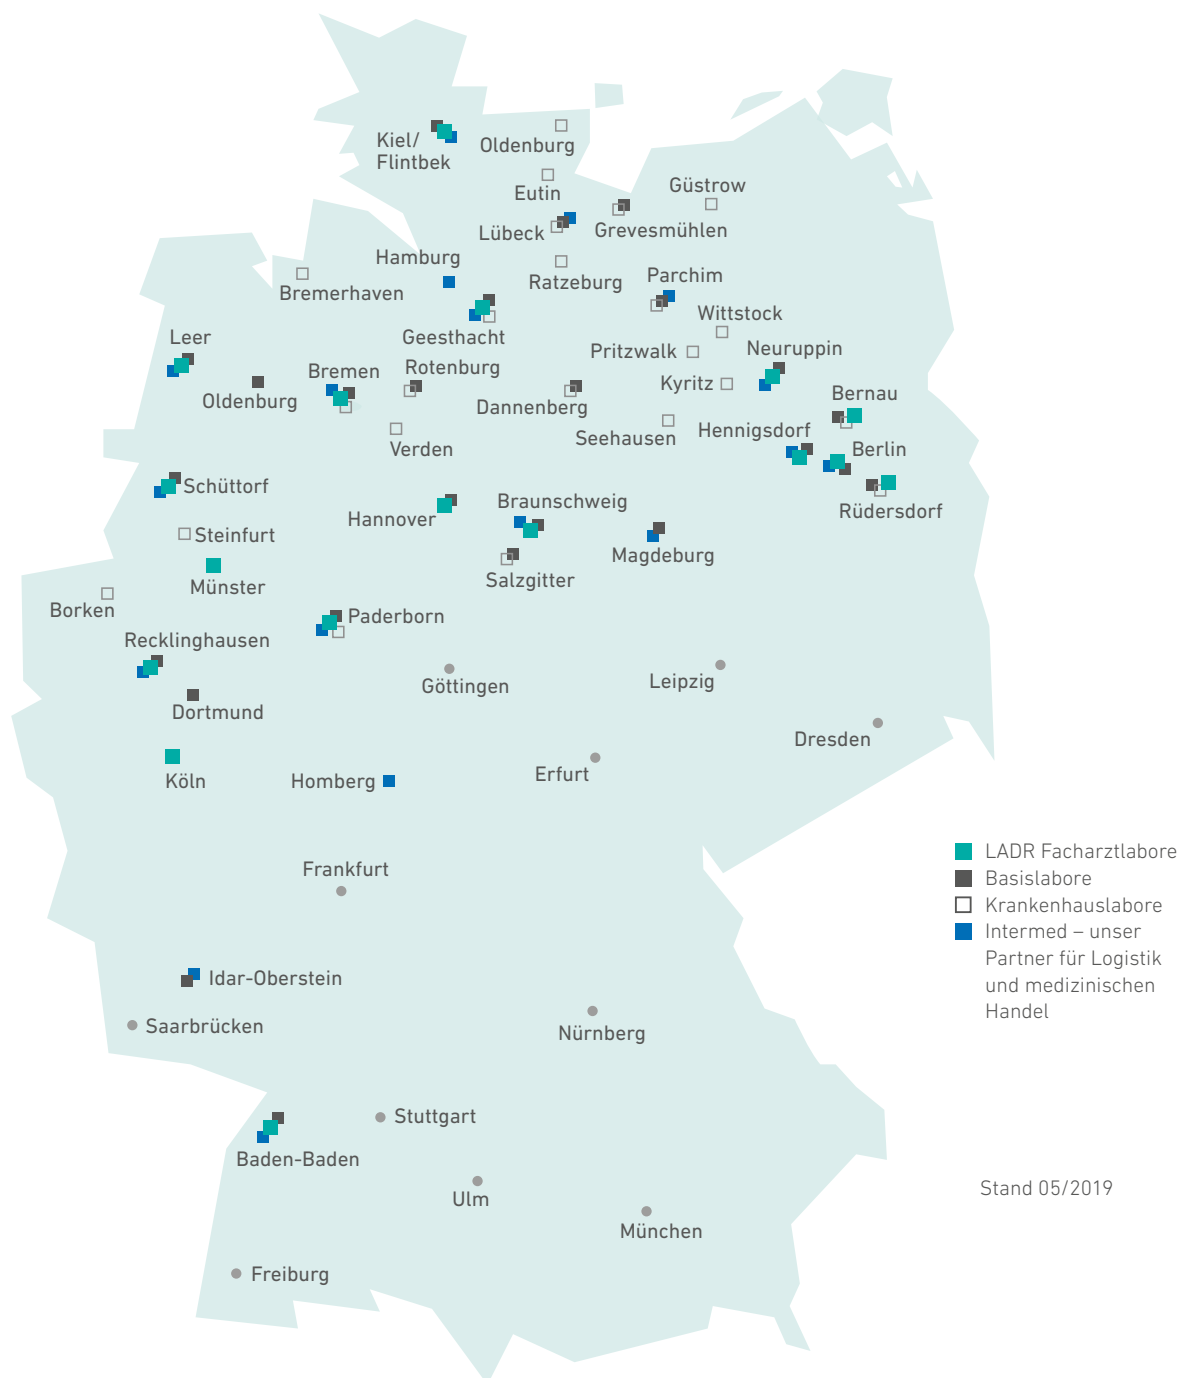 Kiel/
Flintbek
Oldenburg
Eutin
Güstrow
Lübeck
Grevesmühlen
Hamburg
Ratzeburg
Parchim
Bremerhaven
Wittstock
Leer
Geesthacht
Pritzwalk
Neuruppin
Bremen
Rotenburg
Kyritz
Bernau
Oldenburg
Dannenberg
Seehausen
Hennigsdorf
Verden
Berlin
Schüttorf
Braunschweig
Rüdersdorf
Hannover
Steinfurt
Magdeburg
Salzgitter
Münster
Borken
Paderborn
Recklinghausen
Göttingen
Leipzig
Dortmund
Dresden
Köln
Homberg
Erfurt
Frankfurt
LADR Facharztlabore
Basislabore
Krankenhauslabore
Intermed – unser
Partner für Logistik
und medizinischen
Handel
Idar-Oberstein
Saarbrücken
Nürnberg
Stuttgart
Baden-Baden
Ulm
Stand 05/2019
München
Freiburg